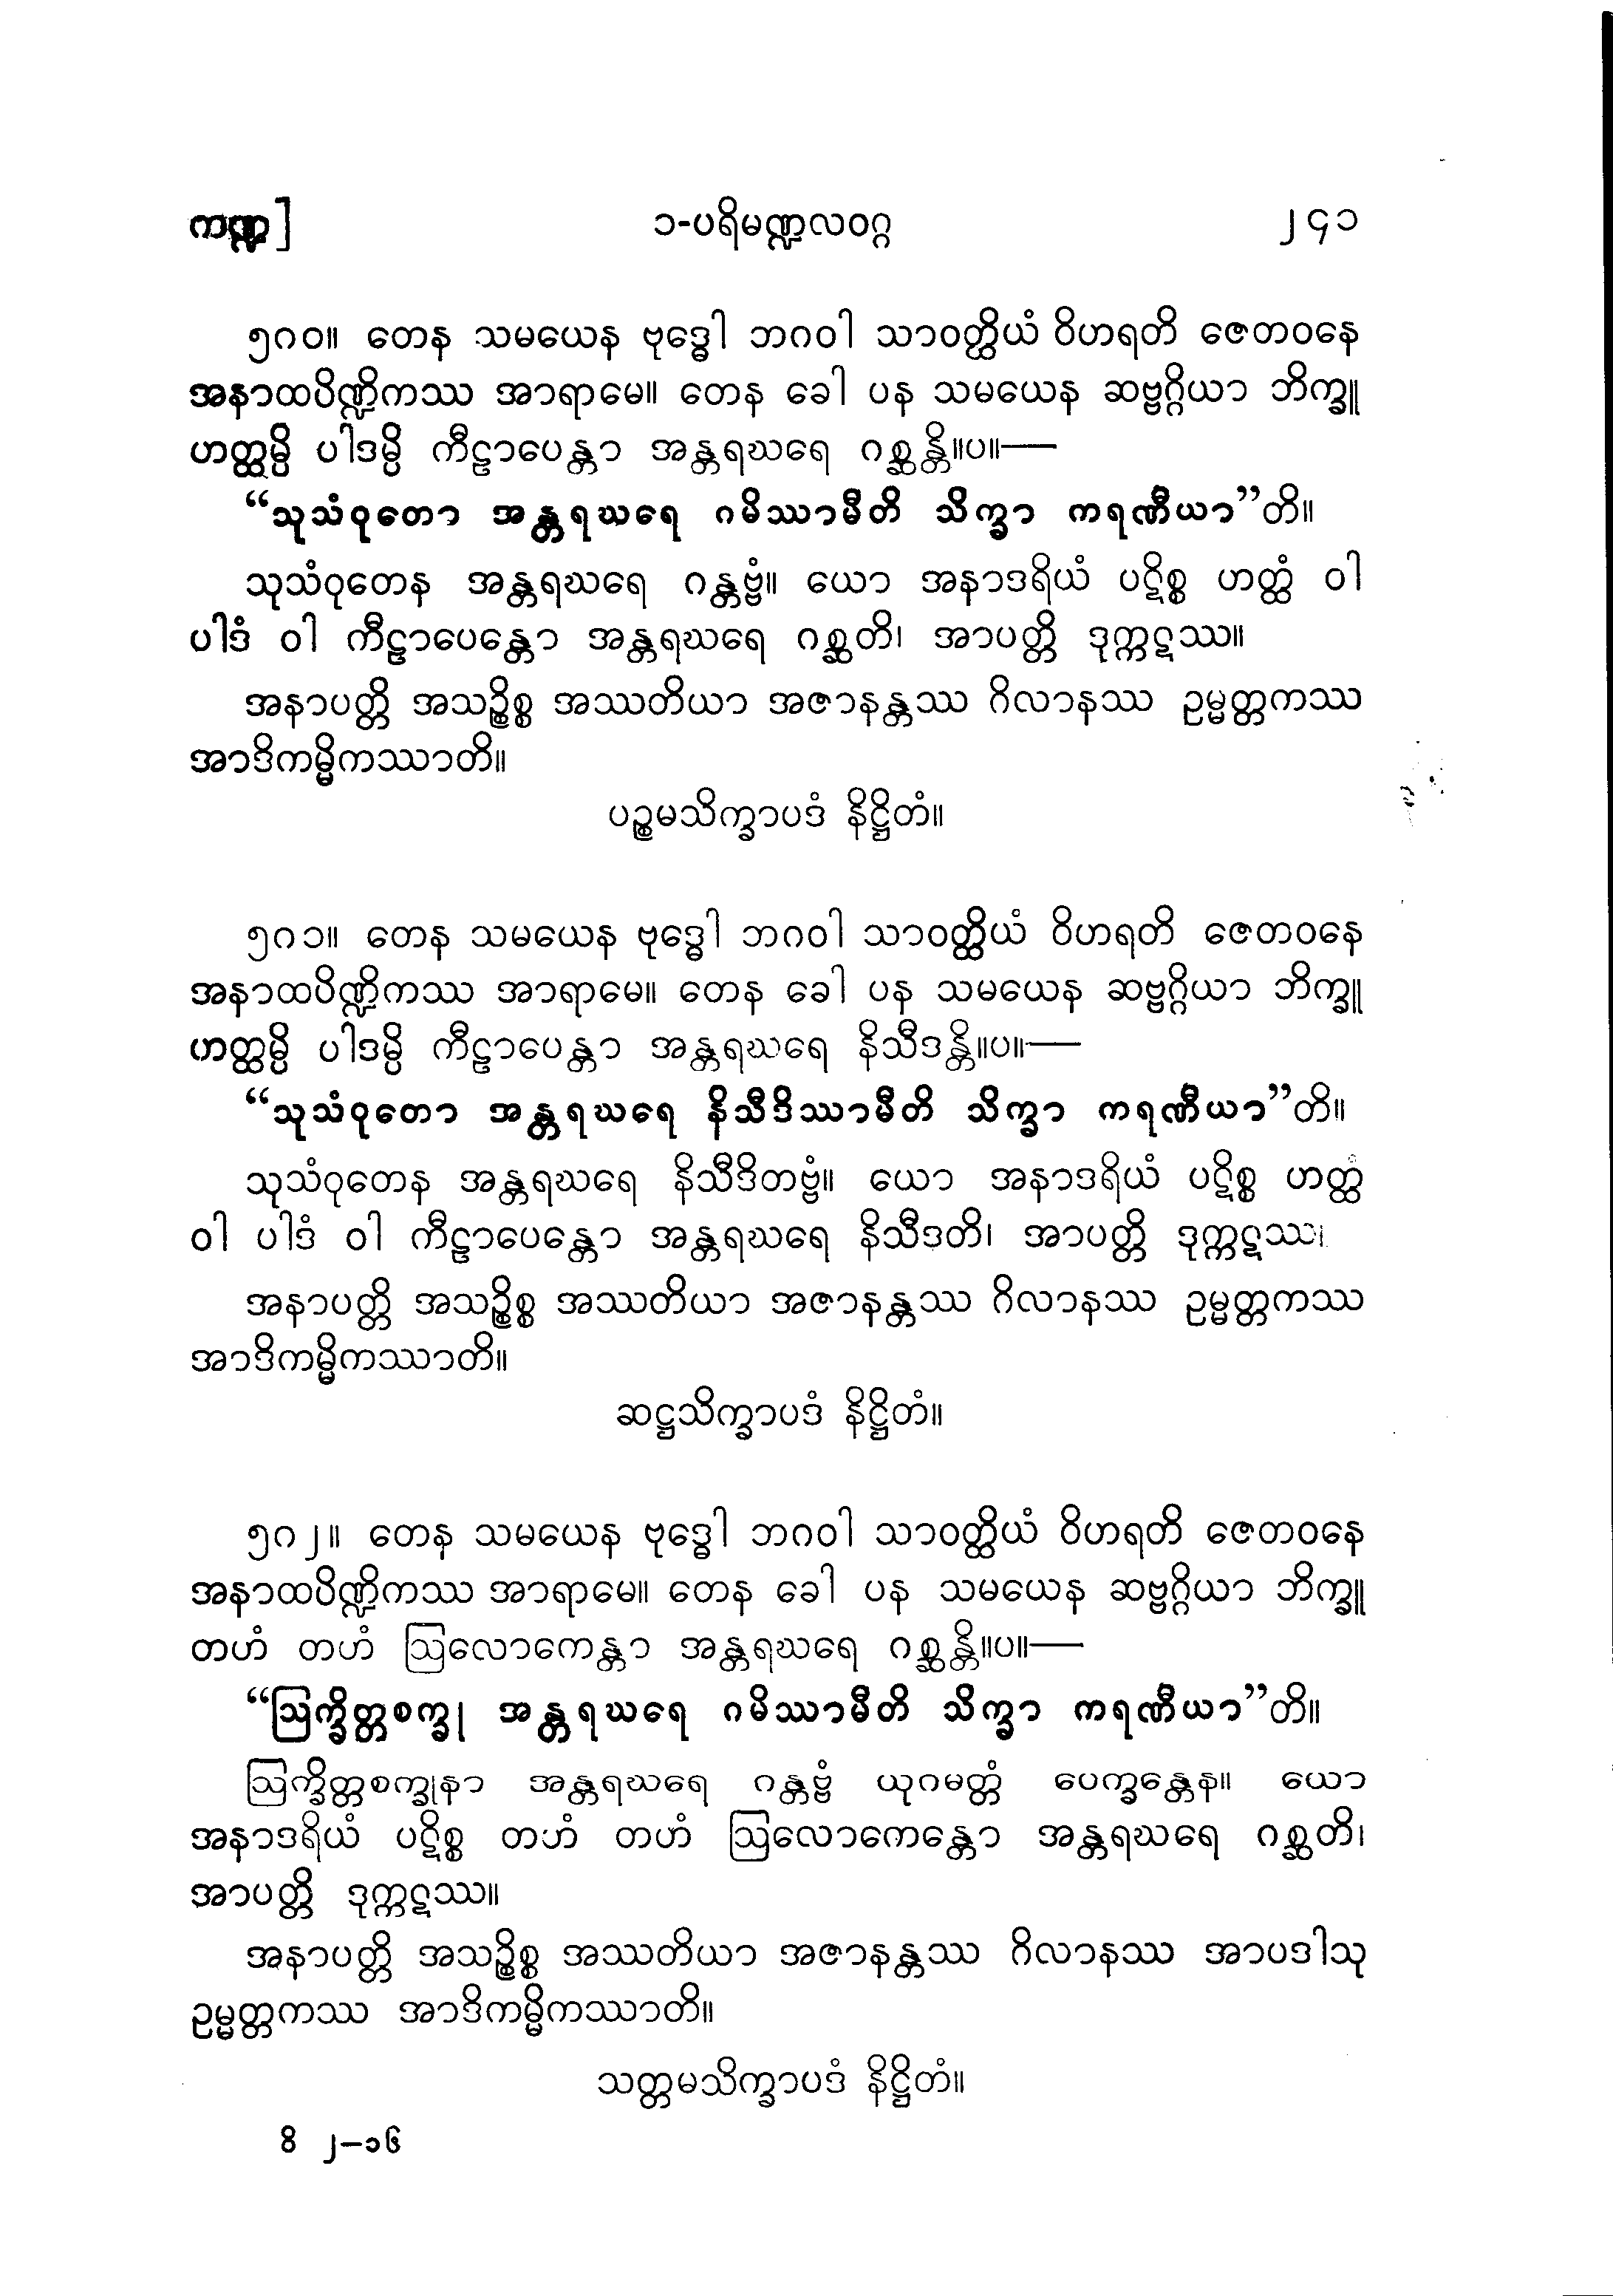 ကဏ္ဍ]	၁-ပရိမဏ္ဍလဝဂ္ဂ	၂၄၁
၅၈၀။ တေန သမယေန ဗုဒ္ဓေါ ဘဂဝါ သာဝတ္ထိယံ ဝိဟရတိ ဇေတဝနေ
အနာထပိဏ္ဍိကဿ အာရာမေ။ တေန ခေါ ပန သမယေန ဆဗ္ဗဂ္ဂိယာ ဘိက္ခူ
ဟတ္ထမ္ပိ ပါဒမ္ပိ ကီဠာပေန္တာ အန္တရဃရေ ဂစ္ဆန္တိ။ပ။—
“သုသံဝုတော အန္တရဃရေ ဂမိဿာမီတိ သိက္ခာ ကရဏီယာ”တိ။
သုသံဝုတေန အန္တရဃရေ ဂန္တဗ္ဗံ။ ယော အနာဒရိယံ ပဋိစ္စ ဟတ္ထံ ဝါ
ပါဒံ ဝါ ကီဠာပေန္တော အန္တရဃရေ ဂစ္ဆတိ၊ အာပတ္တိ ဒုက္ကဋဿ။
အနာပတ္တိ အသဉ္စိစ္စ အဿတိယာ အဇာနန္တဿ ဂိလာနဿ ဥမ္မတ္တကဿ
အာဒိကမ္မိကဿာတိ။
ပဉ္စမသိက္ခာပဒံ နိဋ္ဌိတံ။
၅၈၁။ တေန သမယေန ဗုဒ္ဓေါ ဘဂဝါ သာဝတ္ထိယံ ဝိဟရတိ ဇေတဝနေ
အနာထပိဏ္ဍိကဿ အာရာမေ။ တေန ခေါ ပန သမယေန ဆဗ္ဗဂ္ဂိယာ ဘိက္ခူ
ဟတ္ထမ္ပိ ပါဒမ္ပိ ကီဠာပေန္တာ အန္တရဃရေ နိသီဒန္တိ။ပ။—
“သုသံဝုတော အန္တရဃရေ နိသီဒိဿာမီတိ သိက္ခာ ကရဏီယာ”တိ။
သုသံဝုတေန အန္တရဃရေ နိသီဒိတဗ္ဗံ။ ယော အနာဒရိယံ ပဋိစ္စ ဟတ္ထံ
ဝါ ပါဒံ ဝါ ကီဠာပေန္တော အန္တရဃရေ နိသီဒတိ၊ အာပတ္တိ ဒုက္ကဋဿ။
အနာပတ္တိ အသဉ္စိစ္စ အဿတိယာ အဇာနန္တဿ ဂိလာနဿ ဥမ္မတ္တကဿ
အာဒိကမ္မိကဿာတိ။
ဆဋ္ဌသိက္ခာပဒံ နိဋ္ဌိတံ။
၅၈၂။ တေန သမယေန ဗုဒ္ဓေါ ဘဂဝါ သာဝတ္ထိယံ ဝိဟရတိ ဇေတဝနေ
အနာထပိဏ္ဍိကဿ အာရာမေ။ တေန ခေါ ပန သမယေန ဆဗ္ဗဂ္ဂိယာ ဘိက္ခူ
တဟံ တဟံ ဩလောကေန္တာ အန္တရဃရေ ဂစ္ဆန္တိ။ပ။—
“ဩက္ခိတ္တစက္ခု အန္တရဃရေ ဂမိဿာမီတိ သိက္ခာ ကရဏီယာ”တိ။
ဩက္ခိတ္တစက္ခုနာ အန္တရဃရေ ဂန္တဗ္ဗံ ယုဂမတ္တံ ပေက္ခန္တေန။ ယော
အနာဒရိယံ ပဋိစ္စ တဟံ တဟံ ဩလောကေန္တော အန္တရဃရေ ဂစ္ဆတိ၊
အာပတ္တိ ဒုက္ကဋဿ။
အနာပတ္တိ အသဉ္စိစ္စ အဿတိယာ အဇာနန္တဿ ဂိလာနဿ အာပဒါသု
ဥမ္မတ္တကဿ အာဒိကမ္မိကဿာတိ။
သတ္တမသိက္ခာပဒံ နိဋ္ဌိတံ။
ဝိ ၂–၁၆